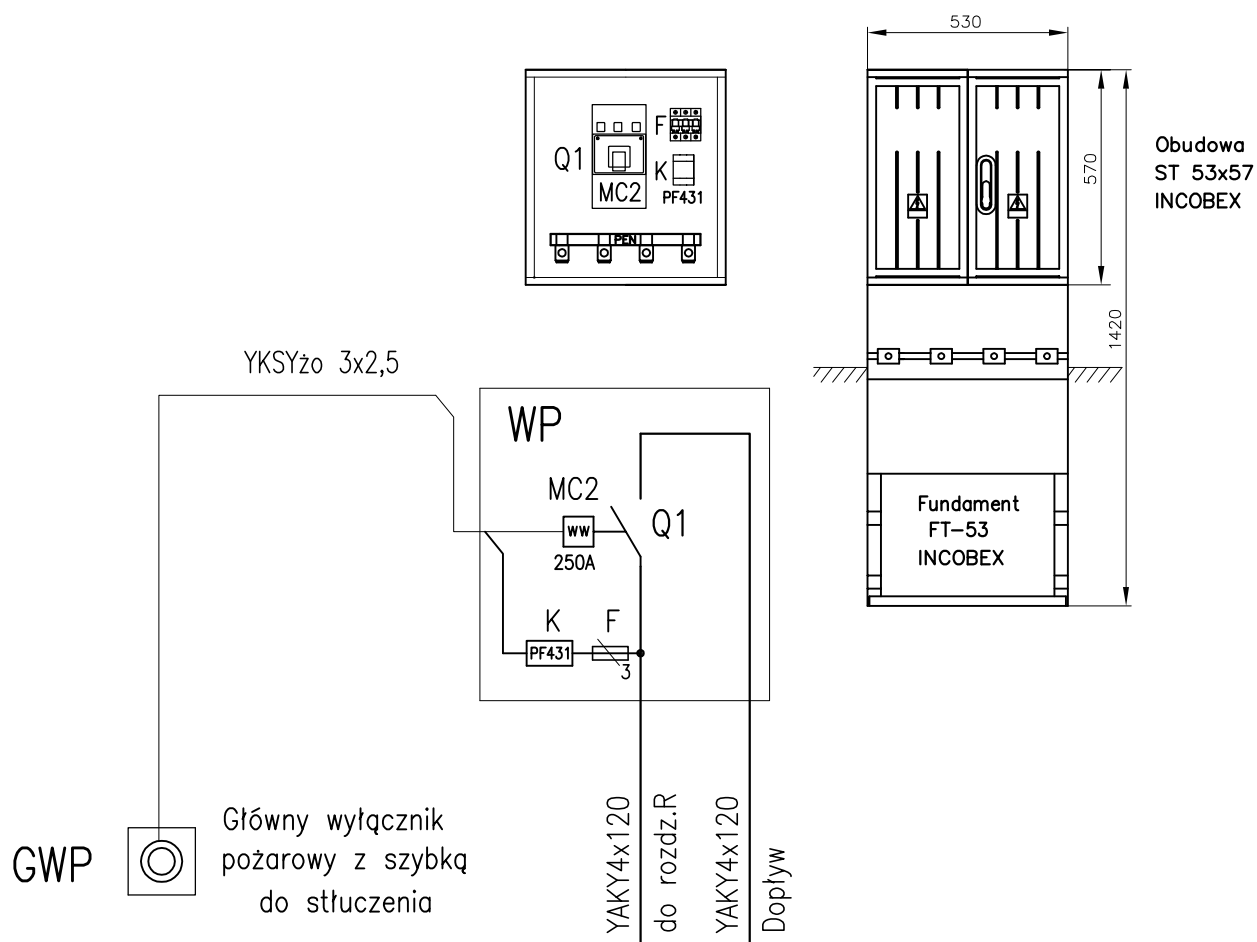 530
F
Q1
K
MC2
PF431
PEN
570
1420
Obudowa
ST 53x57
INCOBEX
YKSYżo 3x2,5
WP
MC2
WW
Q1
250A
K
F
PF431
3
Fundament
FT-53
INCOBEX
GWP
Główny wyłącznik
pożarowy z szybką
do stłuczenia
YAKY4x120
do rozdz.R
YAKY4x120
Dopływ